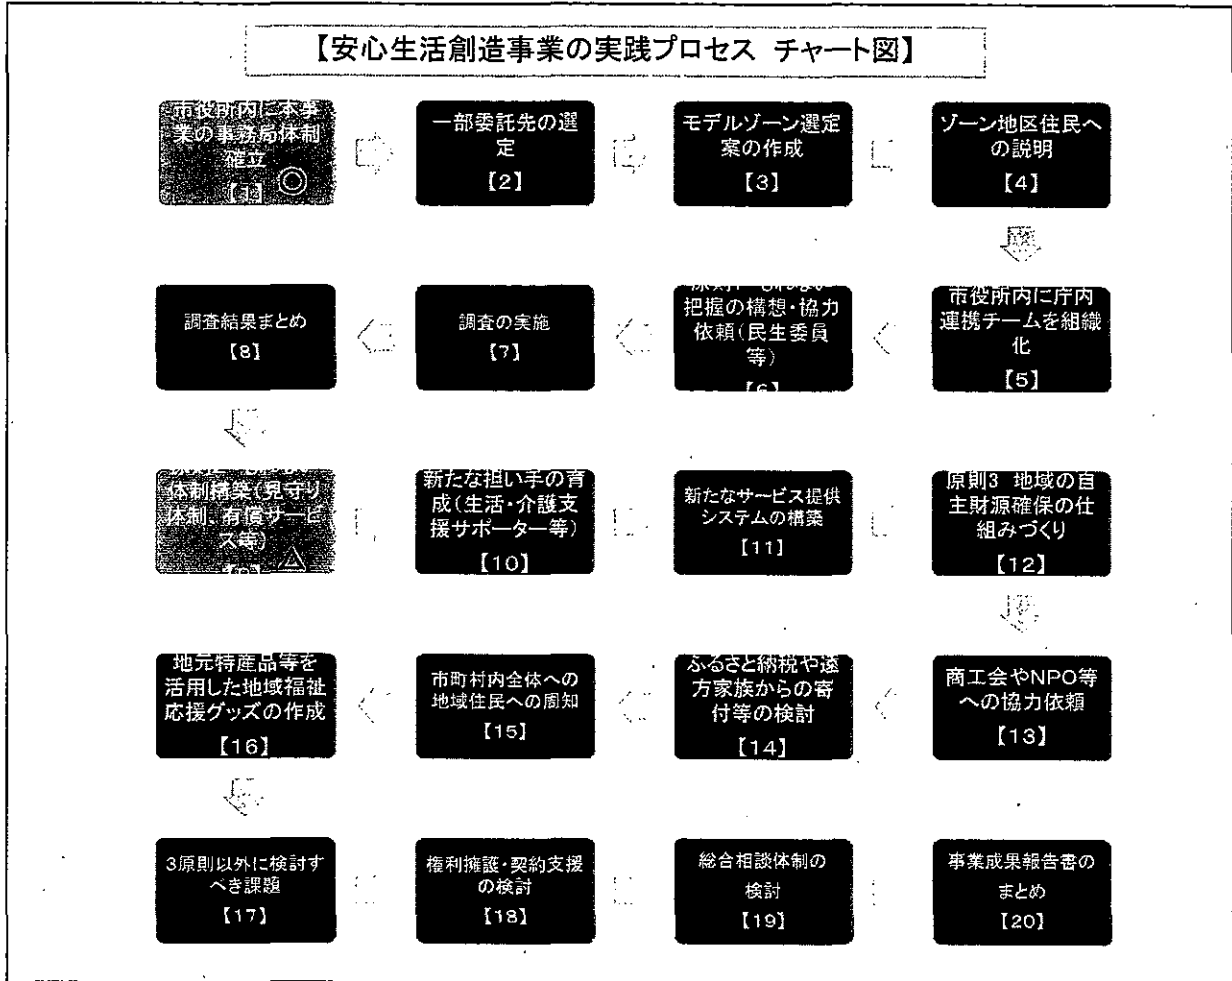 【安心生活創造事業の実践プロセス チャート図】
市役所内に本事
業の事務局体制
確立
【1】 ◎
一部委託先の選
定
【2】
モデルゾーン選定
案の作成
【3】
ゾーン地区住民へ
の説明
【4】
市役所内に庁内
連携チームを組織
化
【5】
把握の構想・協力
依頼(民生委員
等)
【6】
調査の実施
【7】
調査結果まとめ
【8】
体制構築(見守り
体制、有償サービ
ス等)
【9】 △
新たな担い手の育
成(生活・介護支
援サポーター等)
【10】
新たなサービス提供
システムの構築
【11】
原則3 地域の自
主財源確保の仕
組みづくり
【12】
商工会やNPO等
への協力依頼
【13】
ふるさと納税や遠
方家族からの寄
付等の検討
【14】
市町村内全体への
地域住民への周知
【15】
地元特産品等を
活用した地域福祉
応援グッズの作成
【16】
3原則以外に検討す
べき課題
【17】
権利擁護・契約支援
の検討
【18】
総合相談体制の
検討
【19】
事業成果報告書の
まとめ
【20】